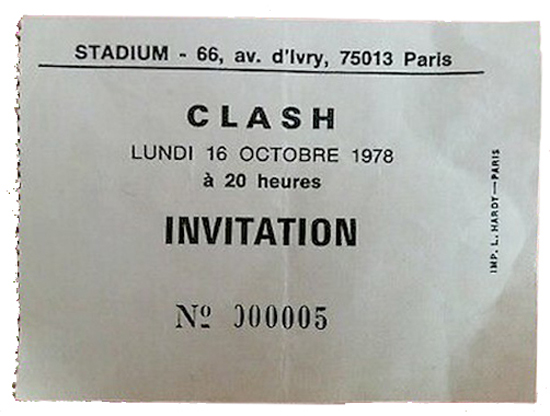 STADIUM - 66, av. d'Ivry, 75013 Paris
CLASH
LUNDI 16 OCTOBRE 1978
à 20 heures
INVITATION
Nº 000005
IMP. L. HARDY—PARIS